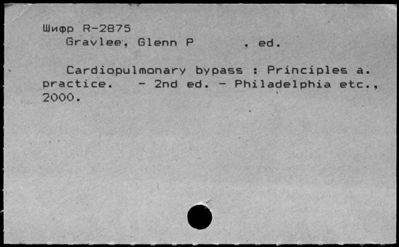 Шифр R-2875
Gravlee, Glenn P , ed.
Cardiopulmonary bypass : Principles a.
practice. - 2nd ed. - Philadelphia etc.,
2000.